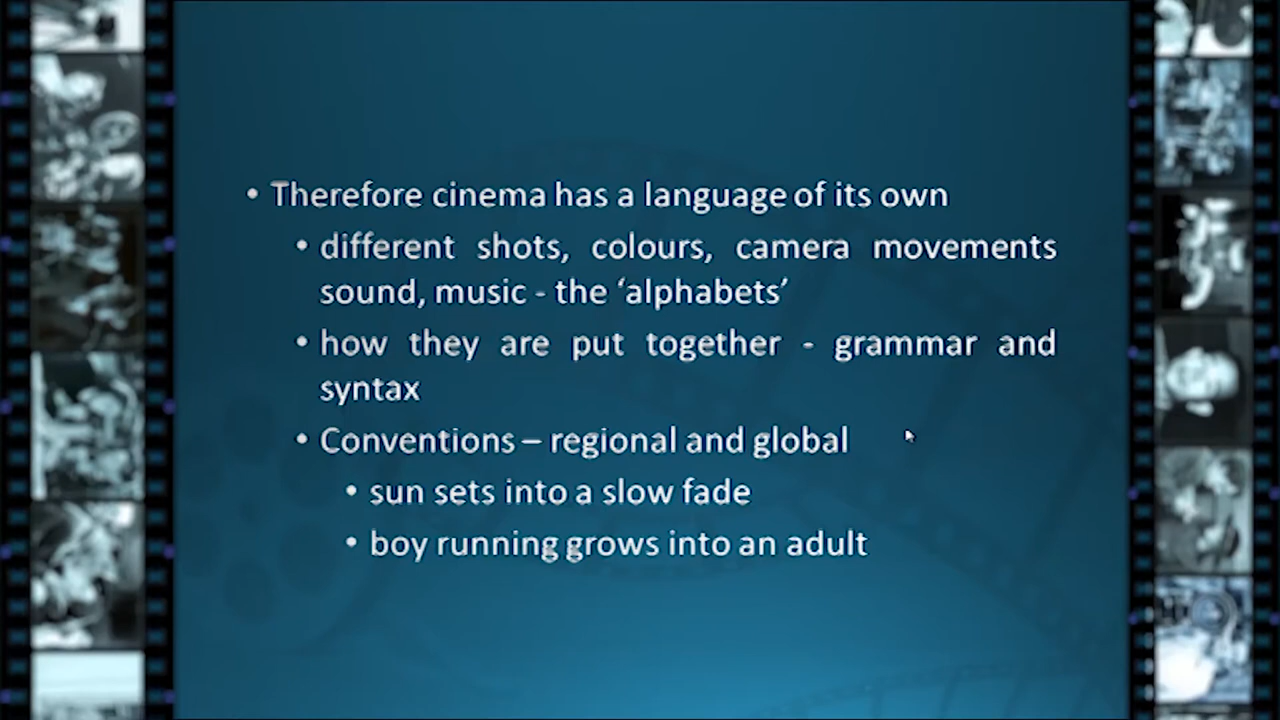 • Therefore cinema has a language of its own
• different shots, colours, camera movements
sound, music - the ‘alphabets’
• how they are put together - grammar and
syntax
• Conventions – regional and global
• sun sets into a slow fade
• boy running grows into an adult